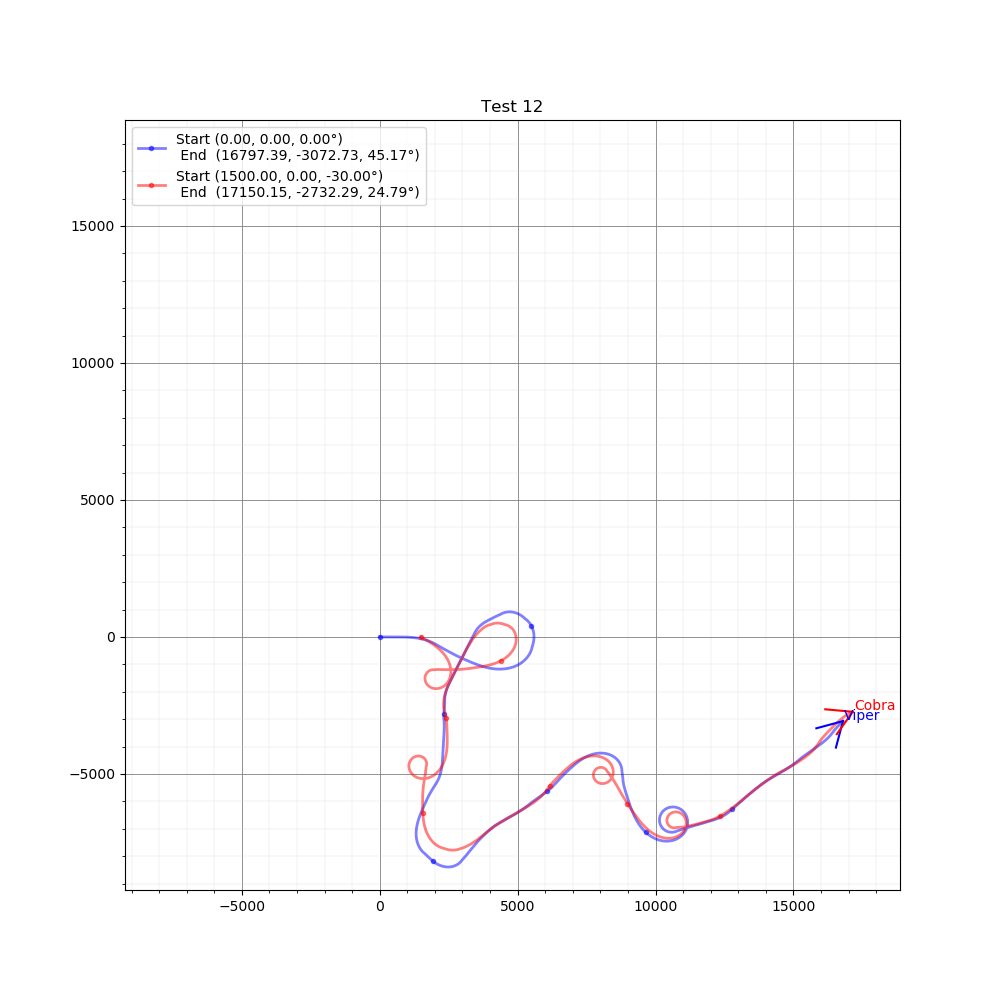 Test 12
Start (0.00, 0.00, 0.00°)
End (16797.39, -3072.73, 45.17°)
Start (1500.00, 0.00, -30.00°)
End (17150.15, -2732.29, 24.79°)
15000
10000
5000
0
−5000
Cobra
Viper
−5000
0
5000
10000
15000